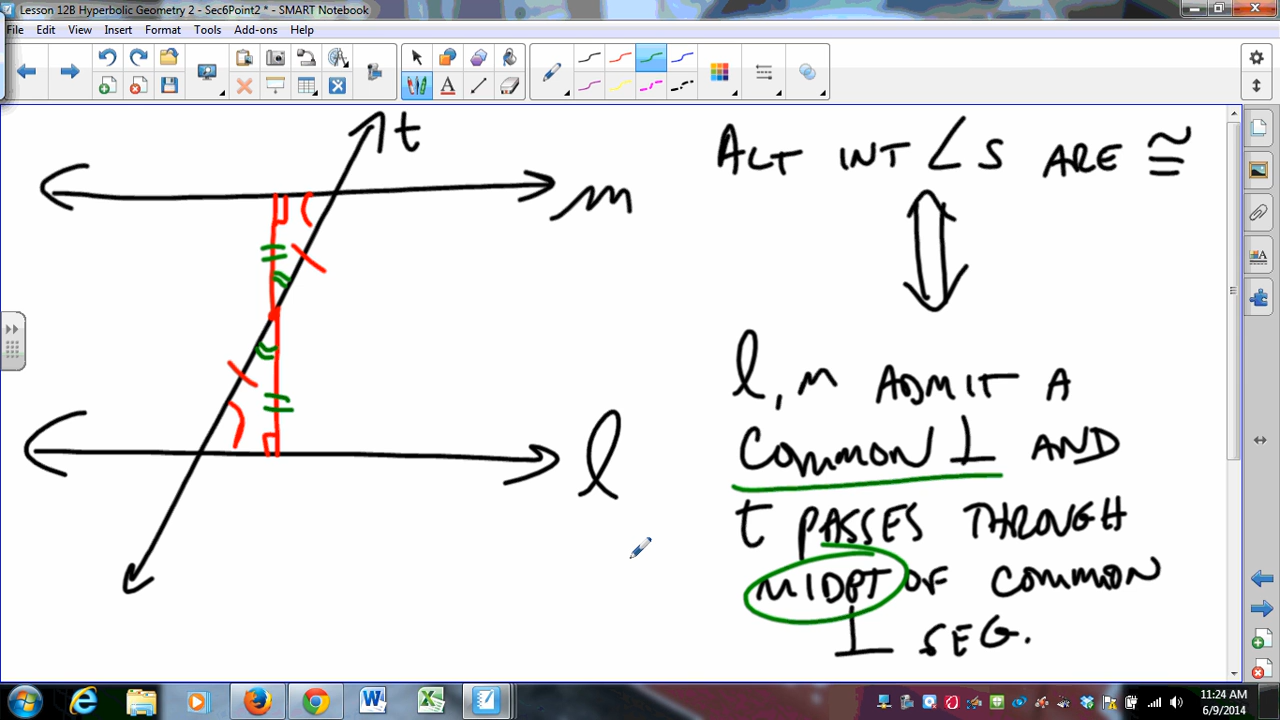 Lesson 12B Hyperbolic Geometry 2 - Sec6Point2 * - SMART Notebook
File Edit View Insert Format Tools Add-ons Help
t
m
l
ALT INT ∠S ARE ≅
l, m ADMIT A
COMMON ⊥ AND
t PASSES THROUGH
MIDPT OF COMMON
⊥ SEG.
11:24 AM
6/9/2014